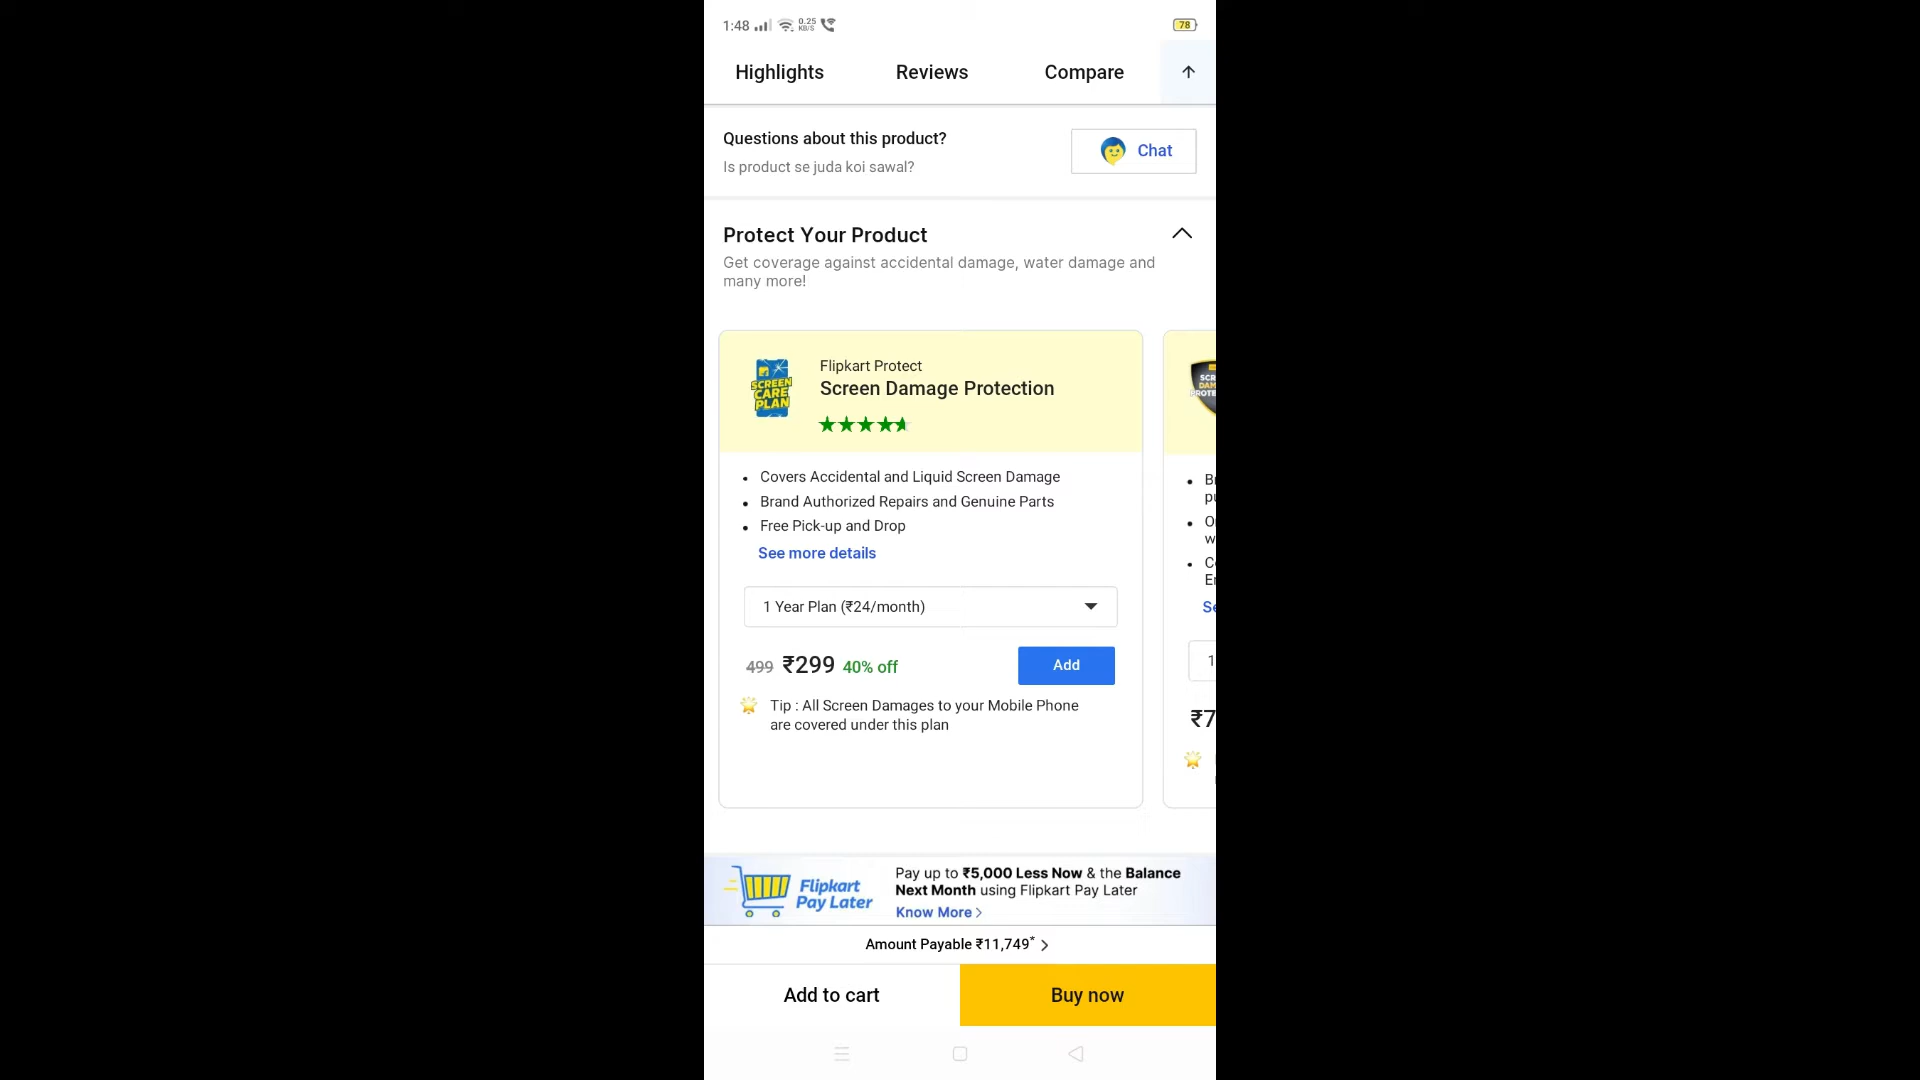 1:48 0.25 KB/S 78
Highlights Reviews Compare
Questions about this product?
Is product se juda koi sawal?
Chat
Protect Your Product
Get coverage against accidental damage, water damage and
many more!
SCREEN
CARE
PLAN
Flipkart Protect
Screen Damage Protection
• Covers Accidental and Liquid Screen Damage
• Brand Authorized Repairs and Genuine Parts
• Free Pick-up and Drop
See more details
1 Year Plan (₹24/month)
499 ₹299 40% off
Add
Tip : All Screen Damages to your Mobile Phone
are covered under this plan
₹7
Flipkart
Pay Later
Pay up to ₹5,000 Less Now & the Balance
Next Month using Flipkart Pay Later
Know More >
Amount Payable ₹11,749* >
Add to cart Buy now